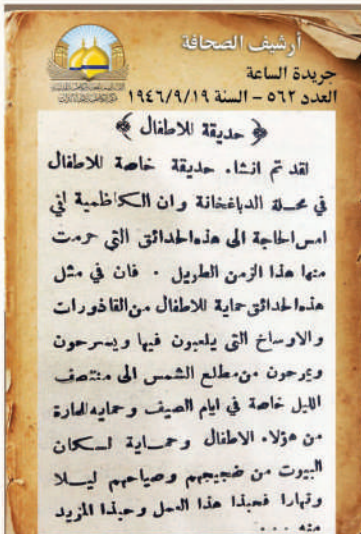 أرشيف الصحافة
جريدة الساعة
العدد ٥٦٢ - السنة ١٩٤٦/٩/١٩
﴿ حديقة للاطفال ﴾
لقد تم انشاء حديقة خاصة للاطفال
في محلة الدباغخانة وان الكاظمية لفي
امس الحاجة الى هذه الحدائق التي حرمت
منها هذا الزمن الطويل . فان في مثل
هذه الحدائق حماية للاطفال من القاذورات
والاوساخ التي يلعبون فيها ويسرحون
ويمرحون من مطلع الشمس الى منتصف
الليل خاصة في ايام الصيف وحمايه للمارة
من هؤلاء الاطفال وحماية لسكان
البيوت من ضجيجهم وصياحهم ليلا
ونهارا فحبذا هذا العمل وحبذا المزيد
منه . . .